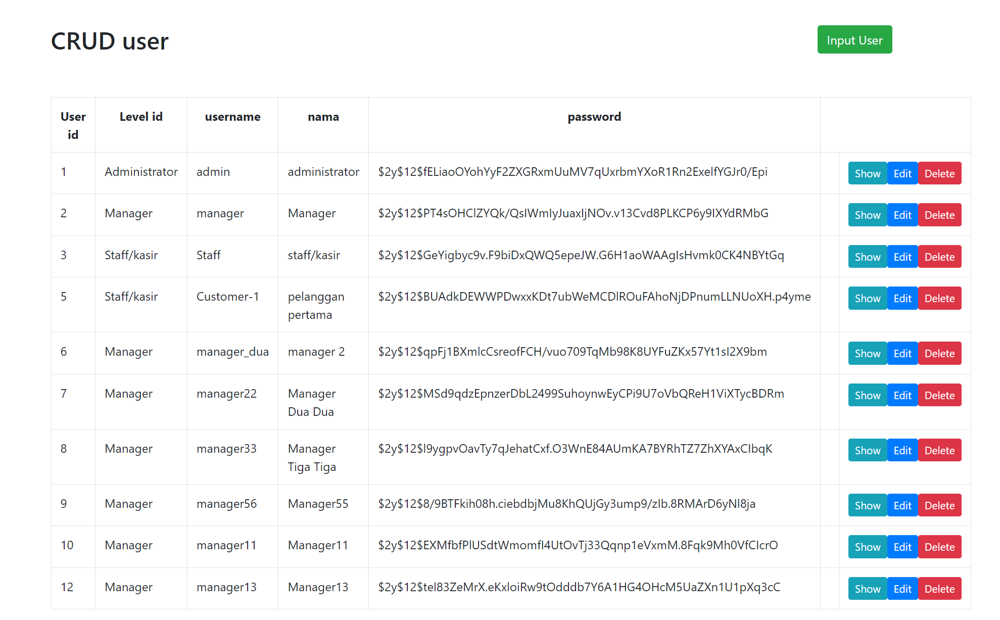 CRUD user
Input User
User id Level id username nama password
1 Administrator admin administrator $2y$12$fELiaoOYohYyF2ZXGRxmUuMV7qUxrbmYXoR1Rn2ExelfYGJr0/Epi Show Edit Delete
2 Manager manager Manager $2y$12$PT4sOHClZYQk/QsIWmIyJuaxIjNOv.v13Cvd8PLKCP6y9IXYdRMbG Show Edit Delete
3 Staff/kasir Staff staff/kasir $2y$12$GeYigbyc9v.F9biDxQWQ5epeJW.G6H1aoWAAgIsHvmk0CK4NBYtGq Show Edit Delete
5 Staff/kasir Customer-1 pelanggan pertama $2y$12$BUAdkDEWWPDwxxKDt7ubWeMCDlROuFAhoNjDPnumLLNUoXH.p4yme Show Edit Delete
6 Manager manager_dua manager 2 $2y$12$qpFj1BXmlcCsreofFCH/vuo709TqMb98K8UYFuZKx57Yt1sI2X9bm Show Edit Delete
7 Manager manager22 Manager Dua Dua $2y$12$MSd9qdzEpnzerDbL2499SuhoynwEyCPi9U7oVbQReH1ViXTycBDRm Show Edit Delete
8 Manager manager33 Manager Tiga Tiga $2y$12$l9ygpvOavTy7qJehatCxf.O3WnE84AUmKA7BYRhTZ7ZhXYAxCIbqK Show Edit Delete
9 Manager manager56 Manager55 $2y$12$8/9BTFkih08h.ciebdbjMu8KhQUjGy3ump9/zIb.8RMArD6yNl8ja Show Edit Delete
10 Manager manager11 Manager11 $2y$12$EXMfbfPlUSdtWmomfI4UtOvTj33Qqnp1eVxmM.8Fqk9Mh0VfCIcrO Show Edit Delete
12 Manager manager13 Manager13 $2y$12$tel83ZeMrX.eKxloiRw9tOdddb7Y6A1HG4OHcM5UaZXn1U1pXq3cC Show Edit Delete